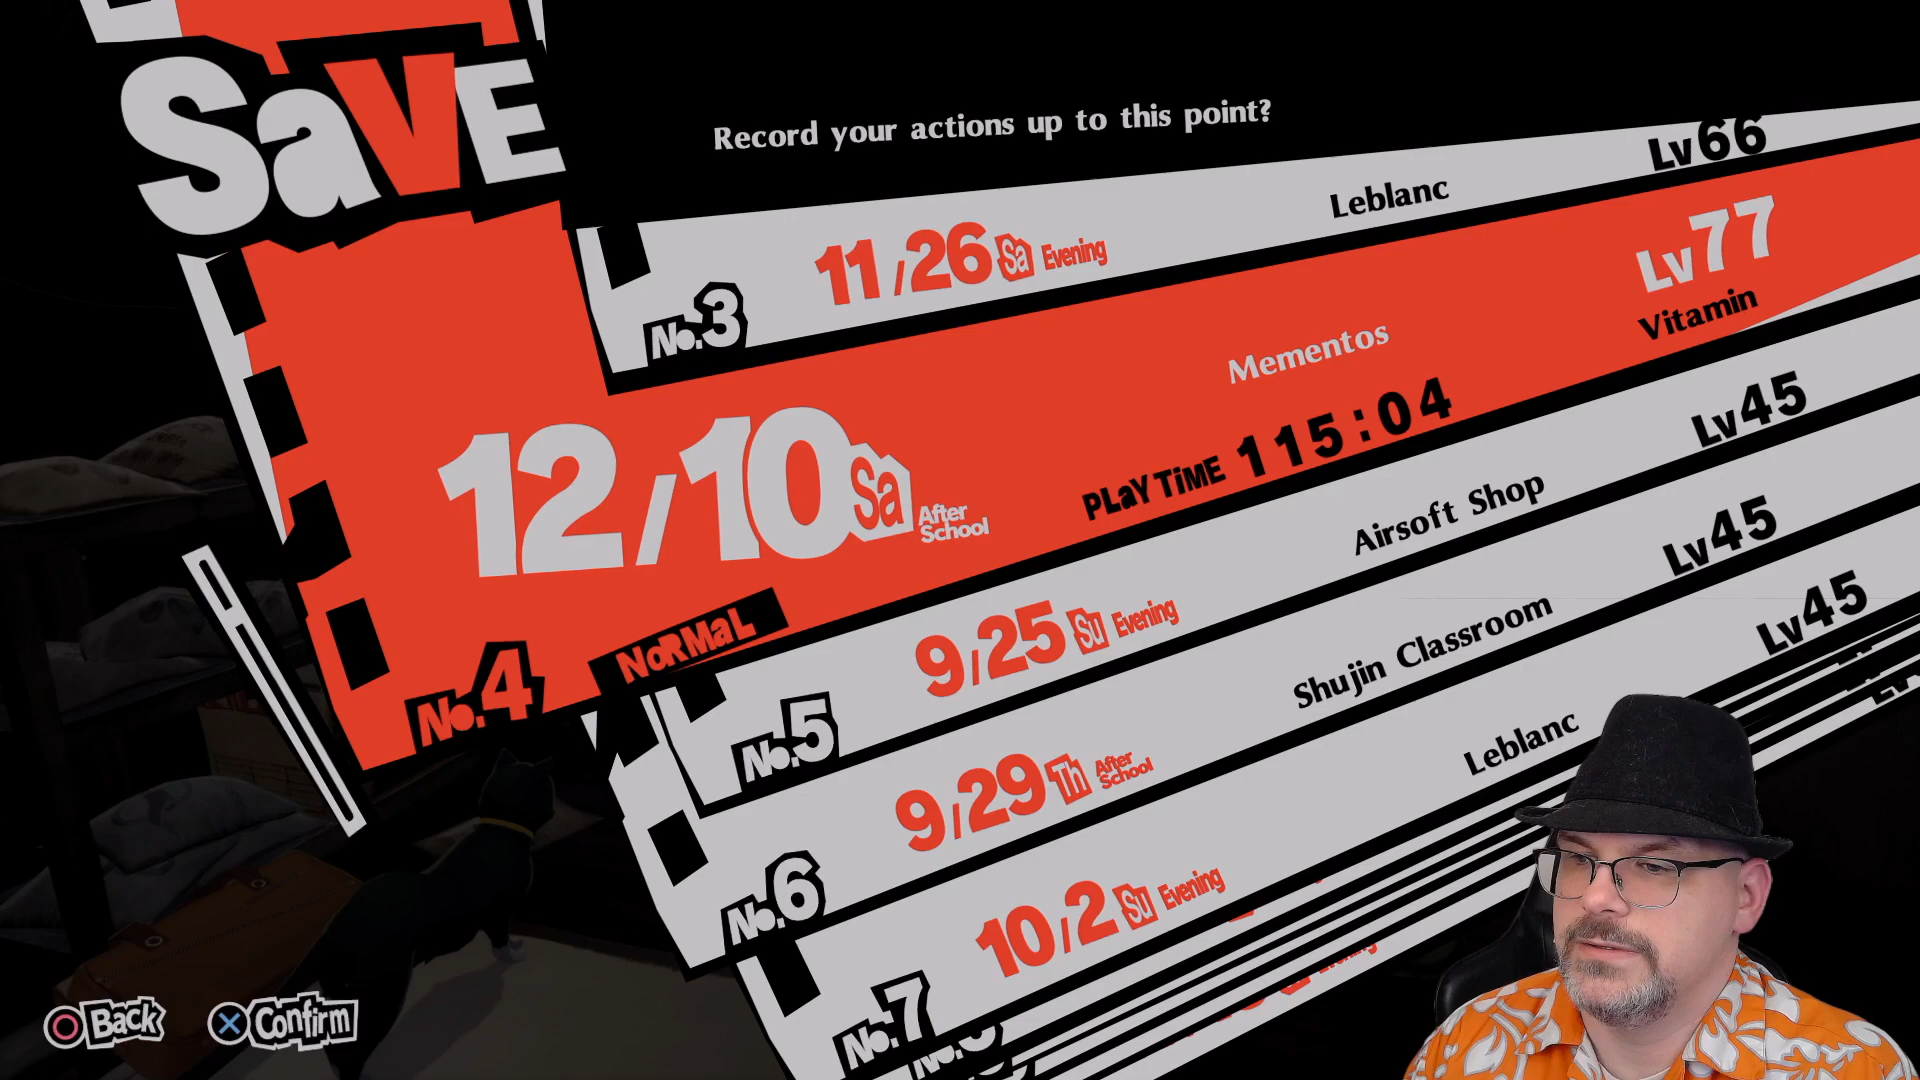 SaVE
Record your actions up to this point?
No.3 11/26 Sa Evening Leblanc Lv66
No.4 12/10 Sa After School Mementos Lv77
Vitamin
PLaY TiME 115:04
NoRMaL
No.5 9/25 Su Evening Airsoft Shop Lv45
No.6 9/29 Th After School Shujin Classroom Lv45
No.7 10/2 Su Evening Leblanc Lv45
Back Confirm